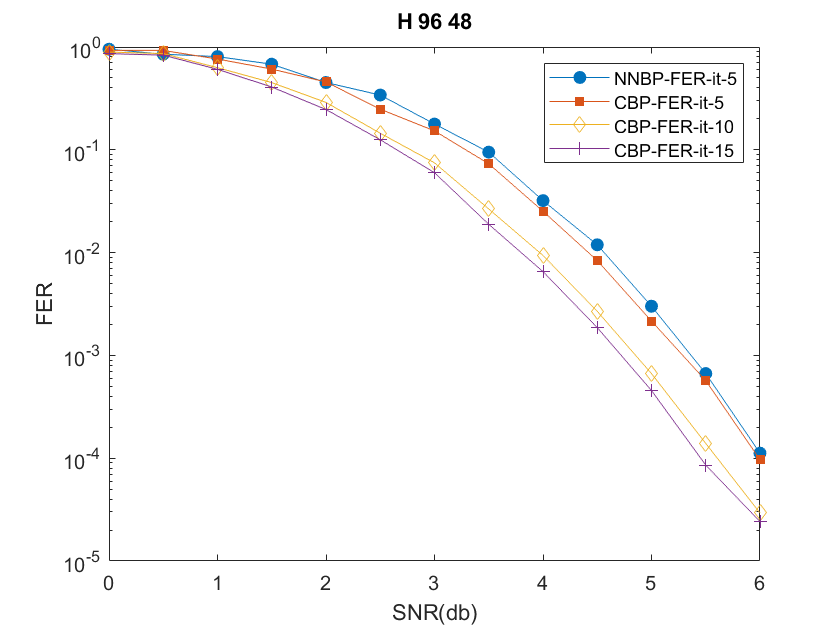 H 96 48
NNBP-FER-it-5
CBP-FER-it-5
CBP-FER-it-10
CBP-FER-it-15
10^0
10^-1
10^-2
10^-3
10^-4
10^-5
FER
0 1 2 3 4 5 6
SNR(db)